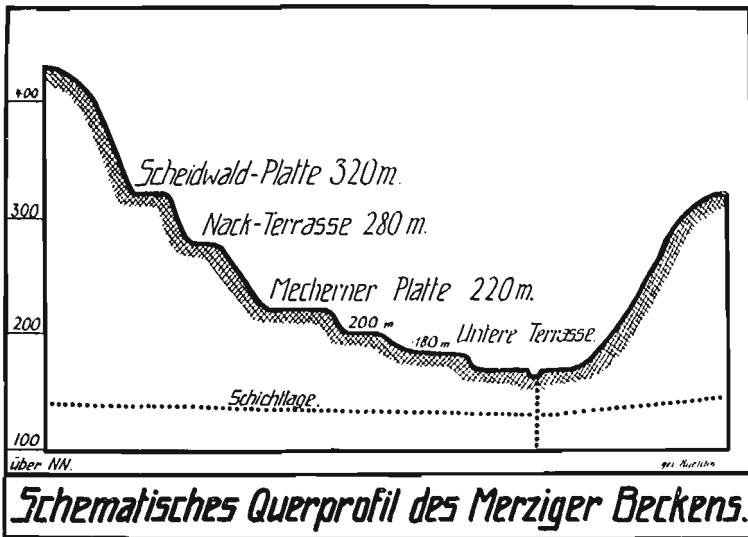 400
Scheidwald-Platte 320m.
300
Nack-Terrasse 280 m.
Mecherner Platte 220m.
200
200 m
180m
Untere Terrasse.
Schichtlage.
100
über NN.
Schematisches Querprofil des Merziger Beckens.